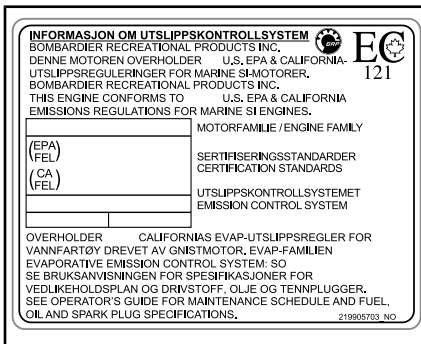 INFORMASJON OM UTSLIPPSKONTROLLSYSTEM
BRP
EC
121
BOMBARDIER RECREATIONAL PRODUCTS INC.
DENNE MOTOREN OVERHOLDER U.S. EPA & CALIFORNIA-
UTSLIPPSREGULERINGER FOR MARINE SI-MOTORER.
BOMBARDIER RECREATIONAL PRODUCTS INC.
THIS ENGINE CONFORMS TO U.S. EPA & CALIFORNIA
EMISSIONS REGULATIONS FOR MARINE SI ENGINES.
MOTORFAMILIE / ENGINE FAMILY
(EPA FEL)
SERTIFISERINGSSTANDARDER
CERTIFICATION STANDARDS
(CA FEL)
UTSLIPPSKONTROLLSYSTEMET
EMISSION CONTROL SYSTEM
OVERHOLDER CALIFORNIAS EVAP-UTSLIPPSREGLER FOR
VANNFARTØY DREVET AV GNISTMOTOR. EVAP-FAMILIEN
EVAPORATIVE EMISSION CONTROL SYSTEM: SO
SE BRUKSANVISNINGEN FOR SPESIFIKASJONER FOR
VEDLIKEHOLDSPLAN OG DRIVSTOFF, OLJE OG TENNPLUGGER.
SEE OPERATOR'S GUIDE FOR MAINTENANCE SCHEDULE AND FUEL,
OIL AND SPARK PLUG SPECIFICATIONS.
219905703_NO